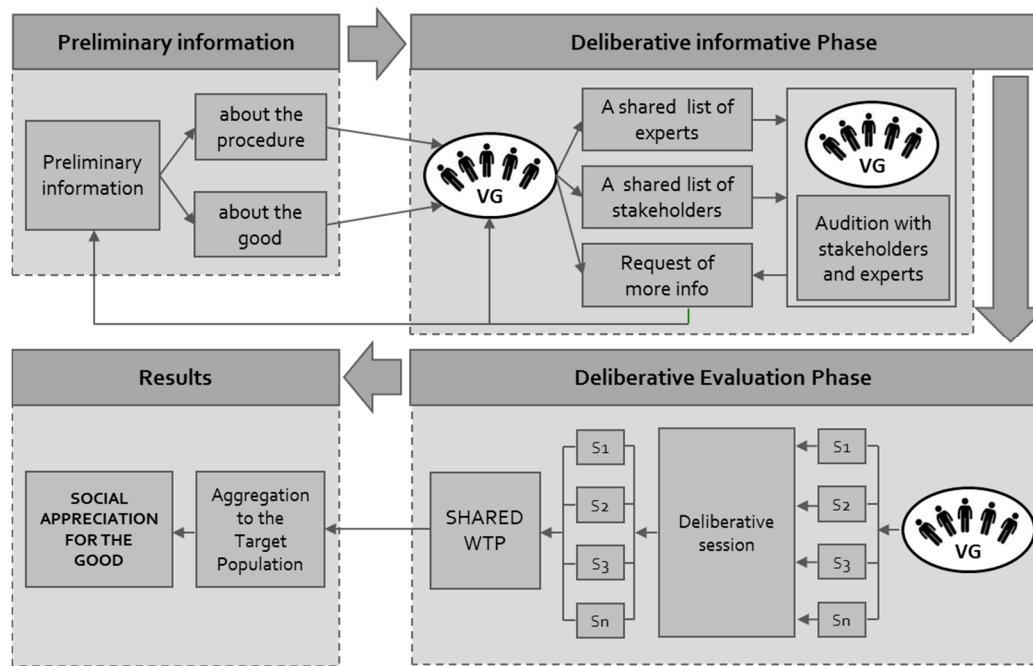 Preliminary information
Deliberative informative Phase
Preliminary
information
about the
procedure
about the
good
VG
A shared list of
experts
A shared list of
stakeholders
Request of
more info
VG
Audition with
stakeholders
and experts
Results
Deliberative Evaluation Phase
SOCIAL
APPRECIATION
FOR THE
GOOD
Aggregation
to the
Target
Population
SHARED
WTP
S1
S2
S3
Sn
Deliberative
session
S1
S2
S3
Sn
VG